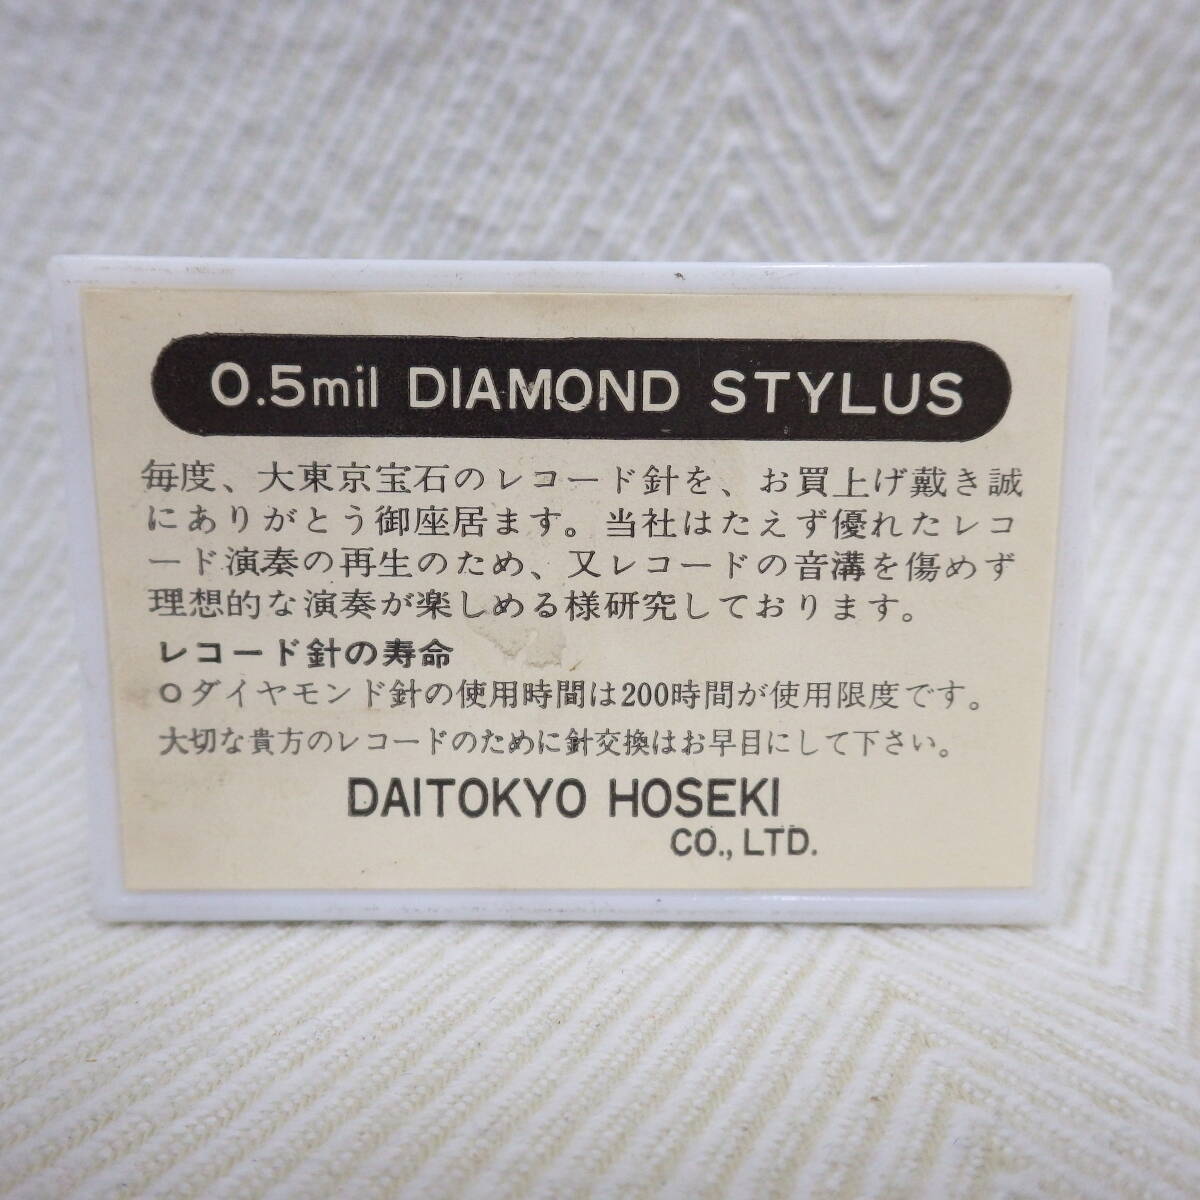 0.5mil DIAMOND STYLUS
毎度、大東京宝石のレコード針を、お買上げ戴き誠
にありがとう御座居ます。当社はたえず優れたレコ
ード演奏の再生のため、又レコードの音溝を傷めず
理想的な演奏が楽しめる様研究しております。
レコード針の寿命
○ダイヤモンド針の使用時間は200時間が使用限度です。
大切な貴方のレコードのために針交換はお早目にして下さい。
DAITOKYO HOSEKI
CO., LTD.